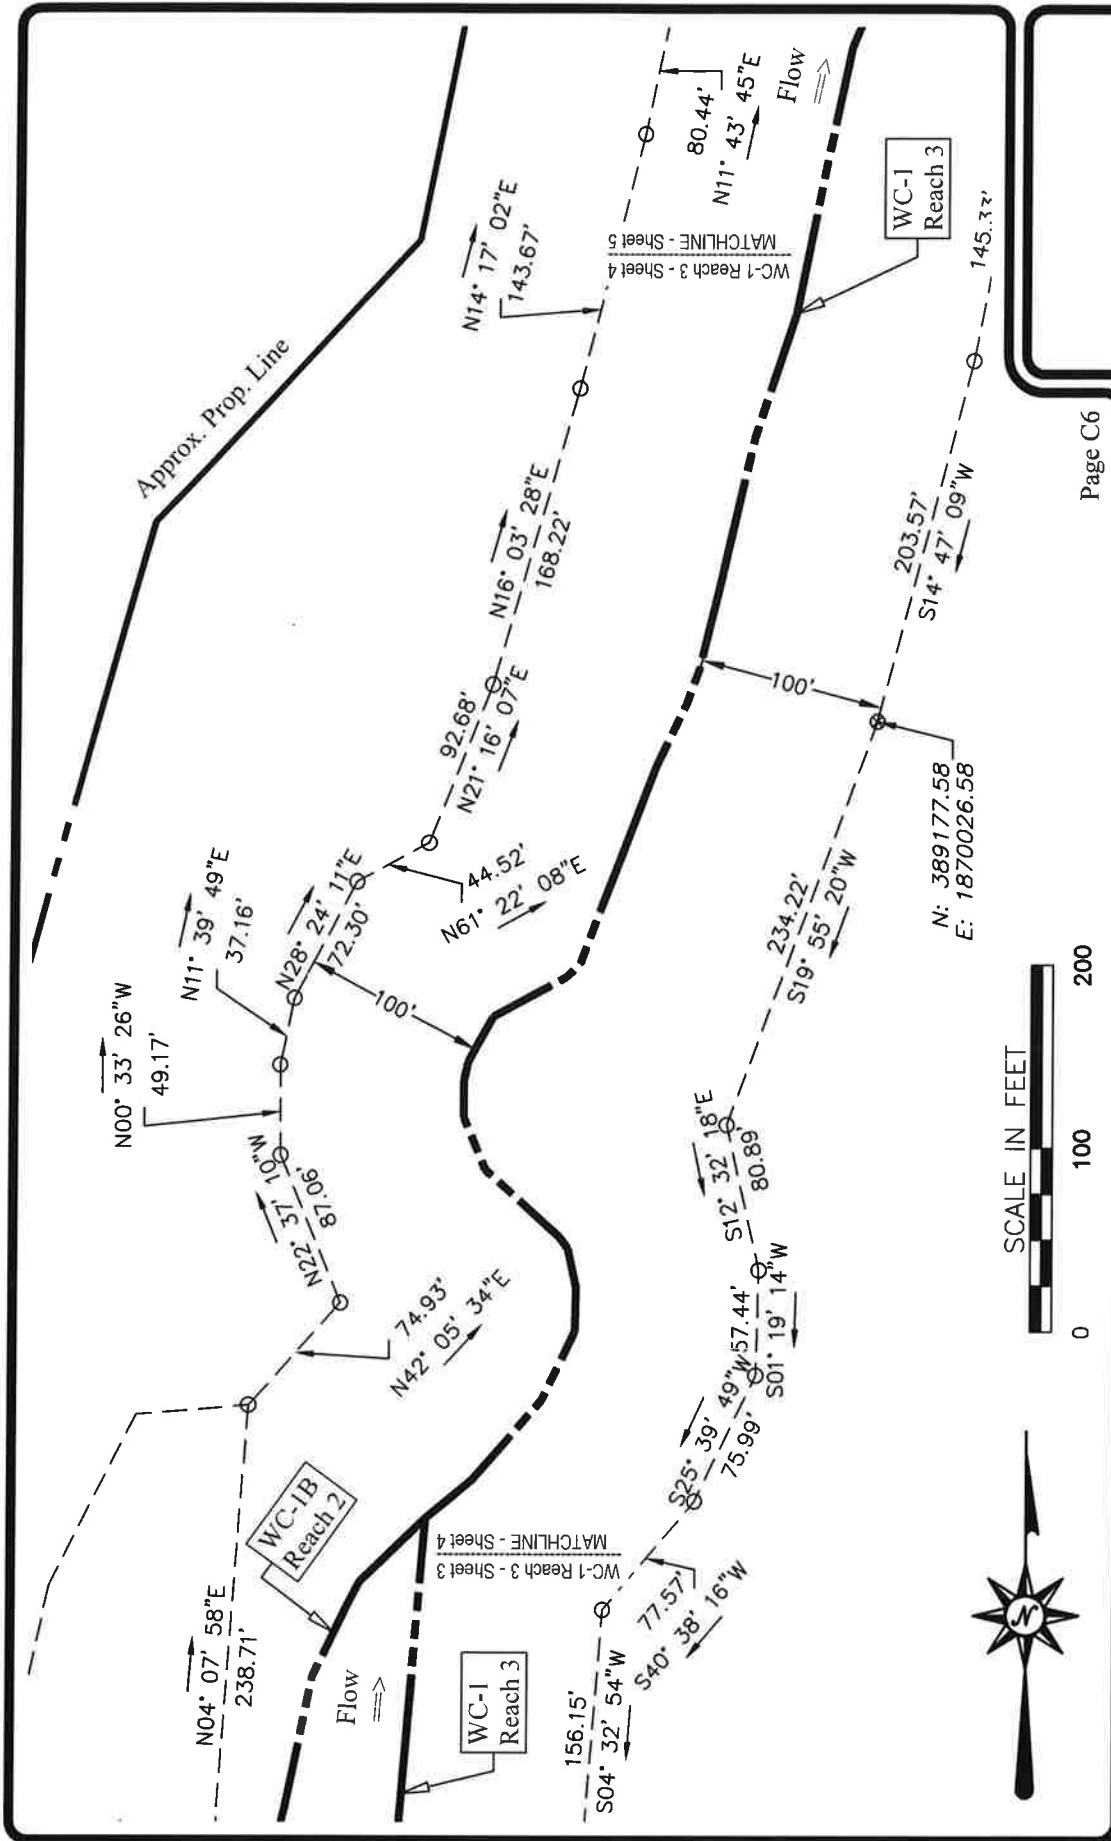 Approx. Prop. Line
N04° 07' 58"E
238.71'
WC-1B
Reach 2
N42° 05' 34"E
74.93'
N22° 37' 10"W
87.06'
N00° 33' 26"W
49.17'
N11° 39' 49"E
37.16'
N28° 24' 11"E
72.30'
100'
N61° 22' 08"E
44.52'
92.68'
N21° 16' 07"E
N16° 03' 28"E
168.22'
N14° 17' 02"E
143.67'
80.44'
N11° 43' 45"E
Flow
WC-1 Reach 3 - Sheet 4
MATCHLINE - Sheet 5
WC-1
Reach 3
Flow
WC-1
Reach 3
WC-1 Reach 3 - Sheet 3
MATCHLINE - Sheet 4
156.15'
S04° 32' 54"W
77.57'
S40° 38' 16"W
S25° 39' 49"W
75.99'
57.44'
S01° 19' 14"W
S12° 32' 18"E
80.89'
234.22'
S19° 55' 20"W
100'
N: 389177.58
E: 1870026.58
203.57'
S14° 47' 09"W
N
SCALE IN FEET
0 100 200
Page C6